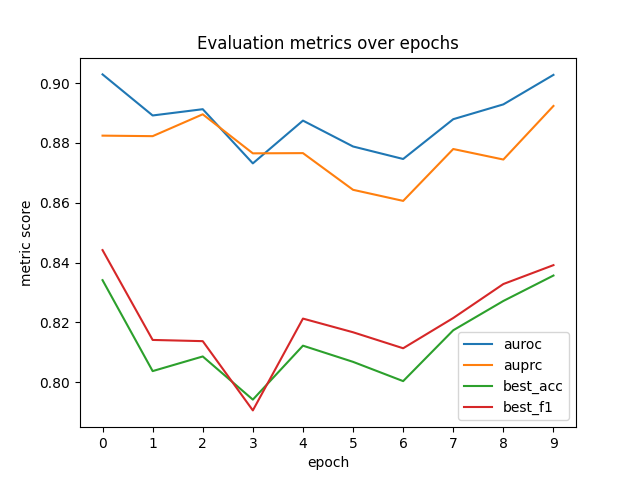 Evaluation metrics over epochs
metric score
0.90
0.88
0.86
0.84
0.82
0.80
auroc
auprc
best_acc
best_f1
0 1 2 3 4 5 6 7 8 9
epoch